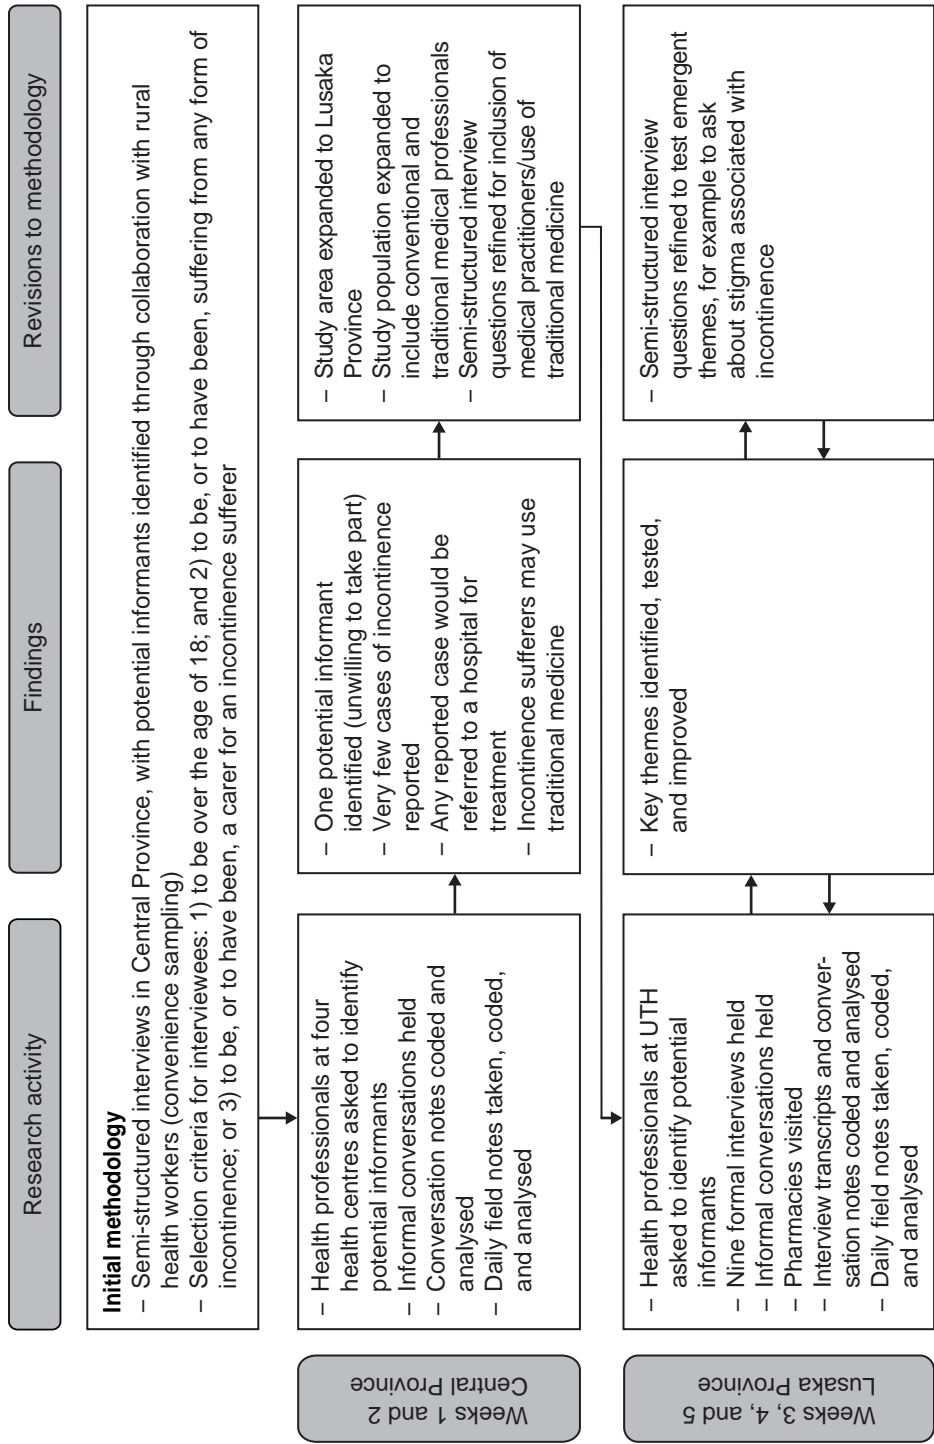 Research activity
Findings
Revisions to methodology
Initial methodology
– Semi-structured interviews in Central Province, with potential informants identified through collaboration with rural
health workers (convenience sampling)
– Selection criteria for interviewees: 1) to be over the age of 18; and 2) to be, or to have been, suffering from any form of
incontinence; or 3) to be, or to have been, a carer for an incontinence sufferer
Weeks 1 and 2
Central Province
– Health professionals at four
health centres asked to identify
potential informants
– Informal conversations held
– Conversation notes coded and
analysed
– Daily field notes taken, coded,
and analysed
– One potential informant
identified (unwilling to take part)
– Very few cases of incontinence
reported
– Any reported case would be
referred to a hospital for
treatment
– Incontinence sufferers may use
traditional medicine
– Study area expanded to Lusaka
Province
– Study population expanded to
include conventional and
traditional medical professionals
– Semi-structured interview
questions refined for inclusion of
medical practitioners/use of
traditional medicine
Weeks 3, 4, and 5
Lusaka Province
– Health professionals at UTH
asked to identify potential
informants
– Nine formal interviews held
– Informal conversations held
– Pharmacies visited
– Interview transcripts and conver-
sation notes coded and analysed
– Daily field notes taken, coded,
and analysed
– Key themes identified, tested,
and improved
– Semi-structured interview
questions refined to test emergent
themes, for example to ask
about stigma associated with
incontinence